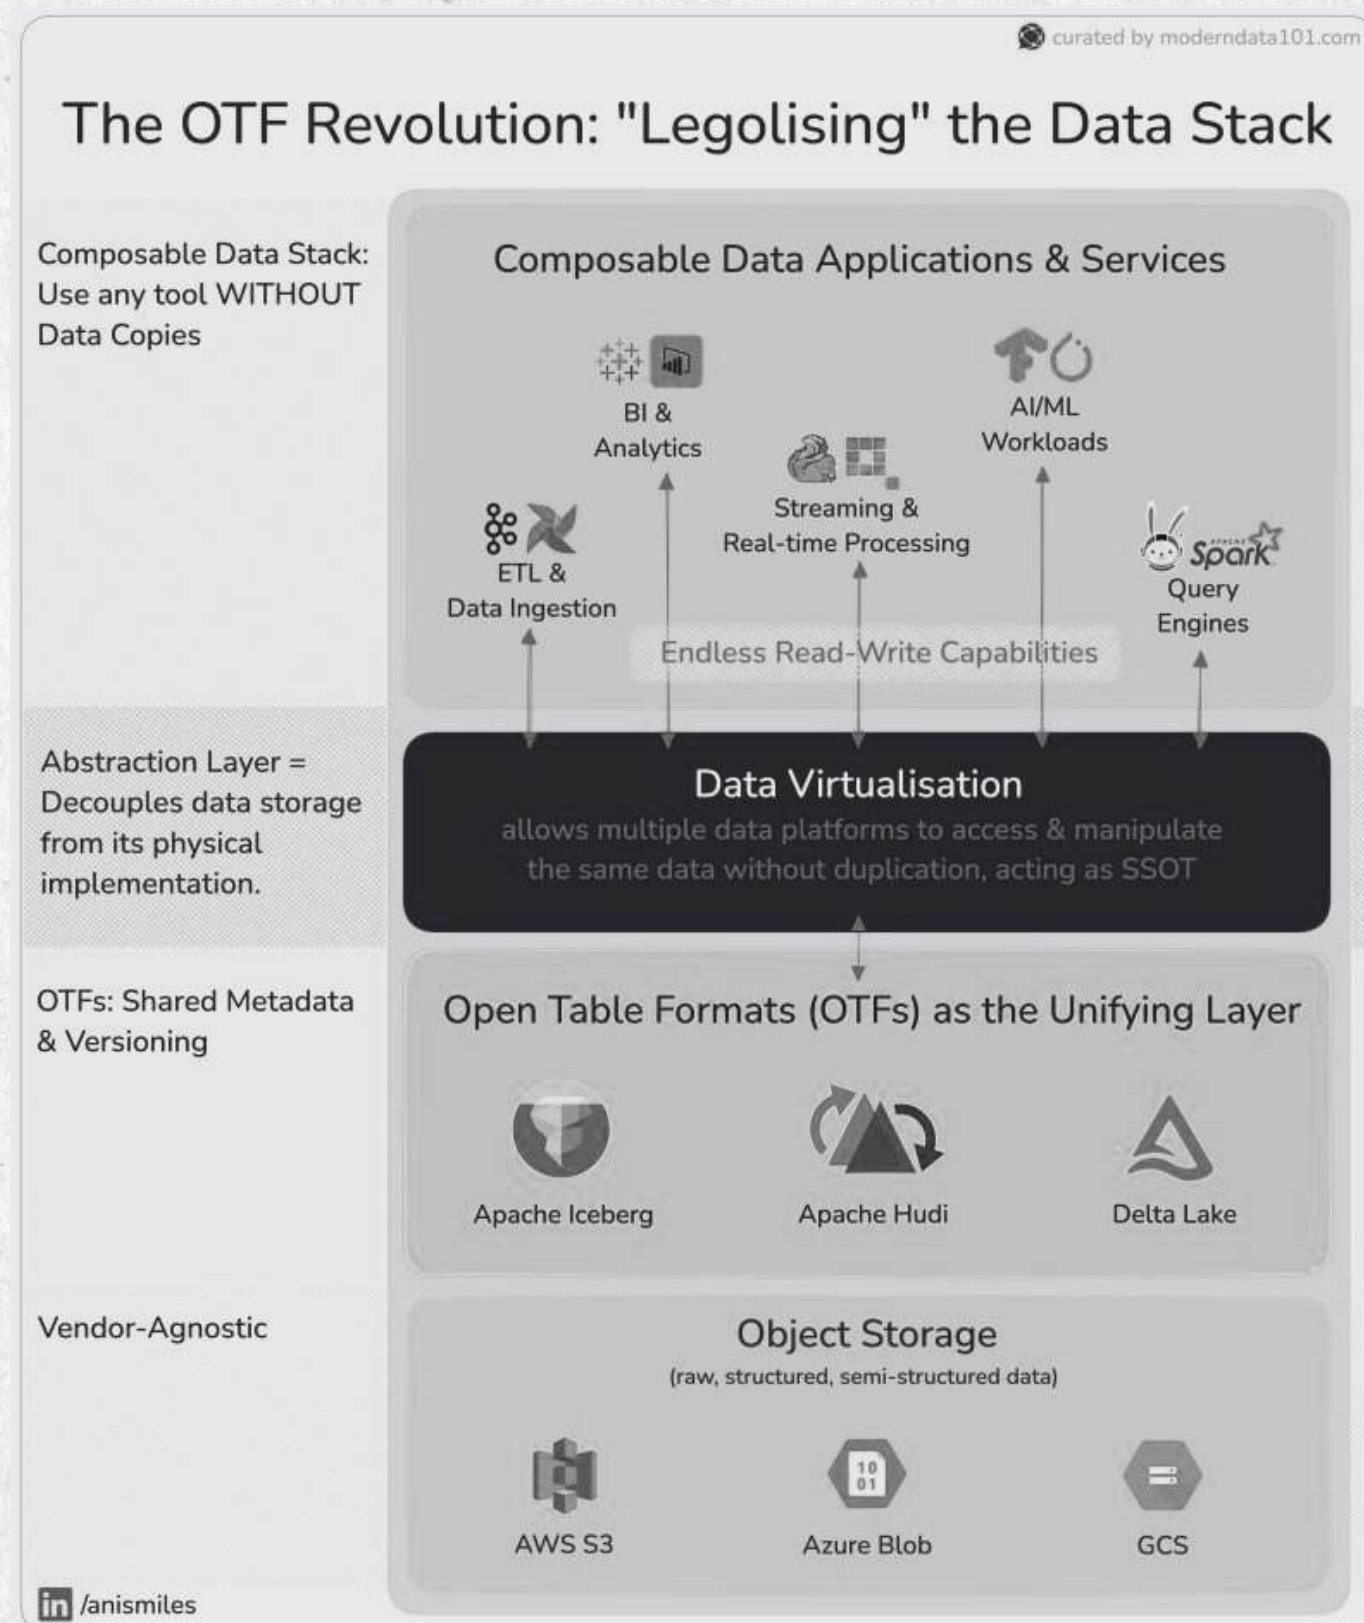 curated by moderndata101.com
The OTF Revolution: "Legolising" the Data Stack
Composable Data Stack:
Use any tool WITHOUT
Data Copies
Composable Data Applications & Services
BI &
Analytics
AI/ML
Workloads
Streaming &
Real-time Processing
ETL &
Data Ingestion
APACHE
Spark
Query
Engines
Endless Read-Write Capabilities
Abstraction Layer =
Decouples data storage
from its physical
implementation.
Data Virtualisation
allows multiple data platforms to access & manipulate
the same data without duplication, acting as SSOT
OTFs: Shared Metadata
& Versioning
Open Table Formats (OTFs) as the Unifying Layer
Apache Iceberg
Apache Hudi
Delta Lake
Vendor-Agnostic
Object Storage
(raw, structured, semi-structured data)
10
01
AWS S3
Azure Blob
GCS
in /anismiles